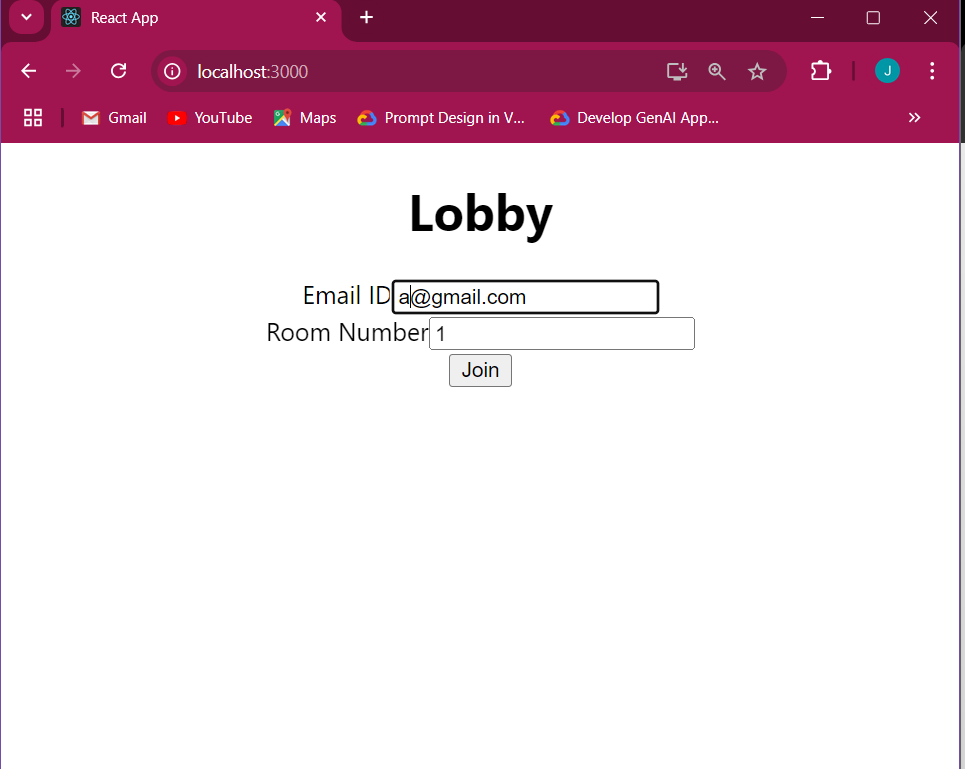 React App
localhost:3000
J
Gmail YouTube Maps Prompt Design in V... Develop GenAI App...
Lobby
Email ID a@gmail.com
Room Number 1
Join